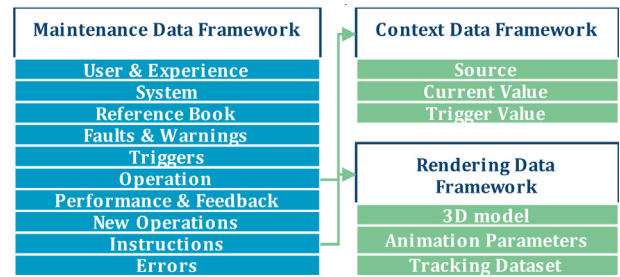 Maintenance Data Framework
User & Experience
System
Reference Book
Faults & Warnings
Triggers
Operation
Performance & Feedback
New Operations
Instructions
Errors
Context Data Framework
Source
Current Value
Trigger Value
Rendering Data
Framework
3D model
Animation Parameters
Tracking Dataset